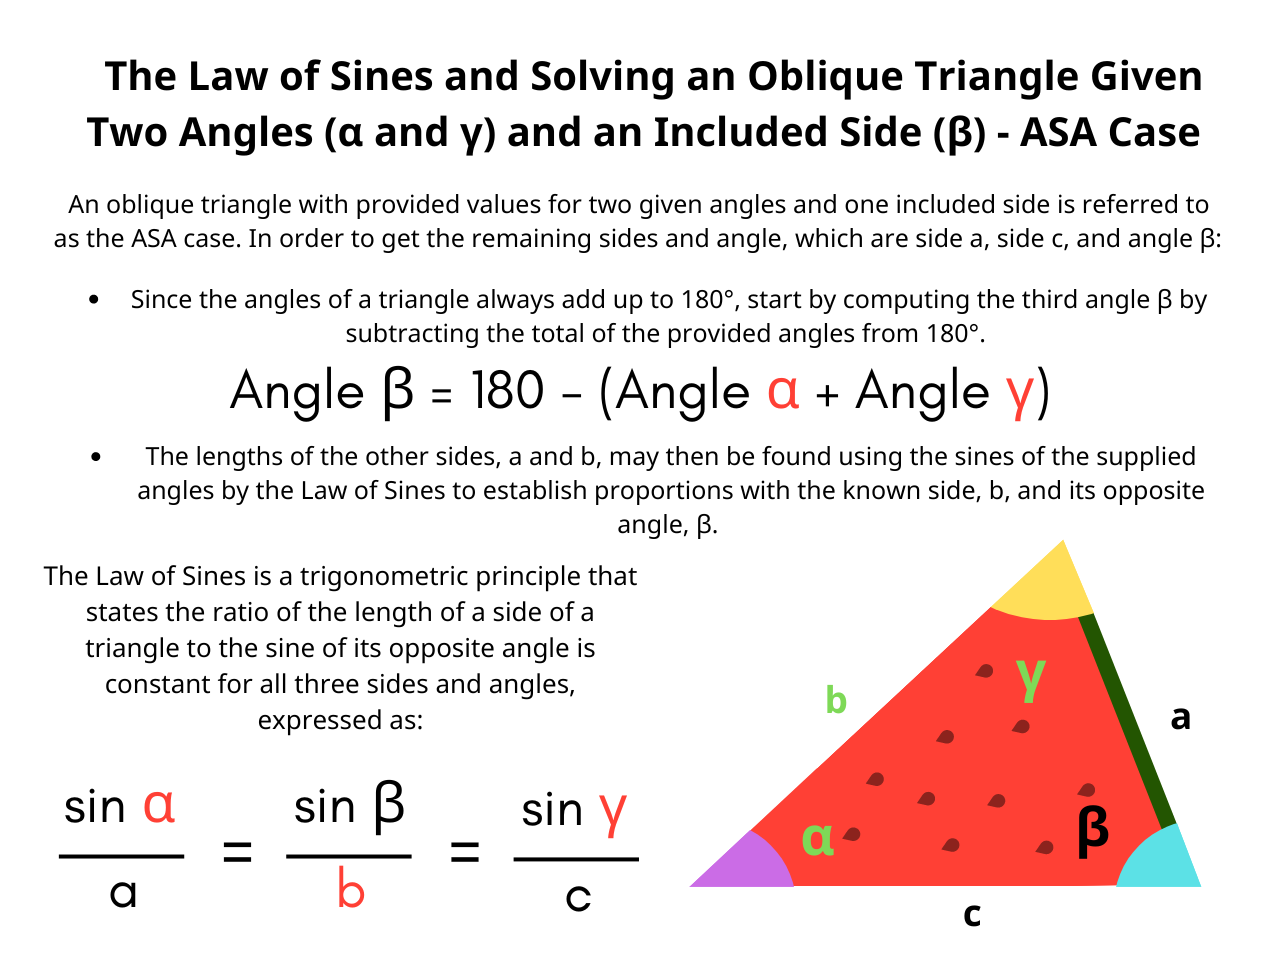 The Law of Sines and Solving an Oblique Triangle Given
Two Angles (α and γ) and an Included Side (β) - ASA Case
An oblique triangle with provided values for two given angles and one included side is referred to
as the ASA case. In order to get the remaining sides and angle, which are side a, side c, and angle β:
• Since the angles of a triangle always add up to 180°, start by computing the third angle β by
subtracting the total of the provided angles from 180°.
Angle β = 180 – (Angle α + Angle γ)
• The lengths of the other sides, a and b, may then be found using the sines of the supplied
angles by the Law of Sines to establish proportions with the known side, b, and its opposite
angle, β.
The Law of Sines is a trigonometric principle that
states the ratio of the length of a side of a
triangle to the sine of its opposite angle is
constant for all three sides and angles,
expressed as:
sin α / a = sin β / b = sin γ / c
γ
b
a
α
β
c